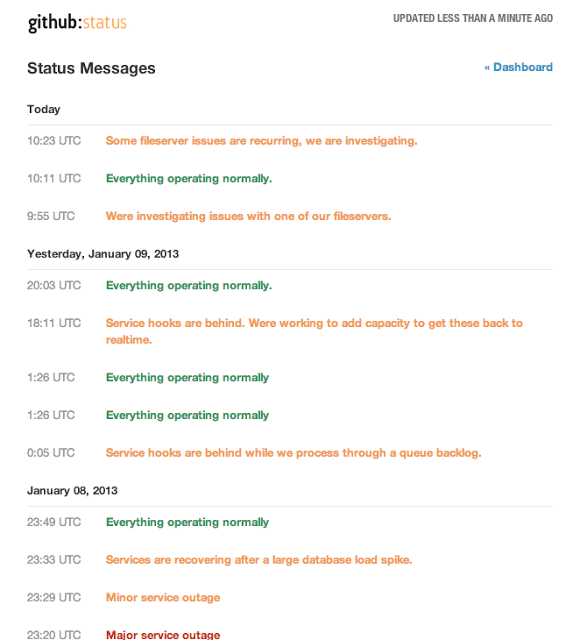 github:status
UPDATED LESS THAN A MINUTE AGO
Status Messages
« Dashboard
Today
10:23 UTC Some fileserver issues are recurring, we are investigating.
10:11 UTC Everything operating normally.
9:55 UTC Were investigating issues with one of our fileservers.
Yesterday, January 09, 2013
20:03 UTC Everything operating normally.
18:11 UTC Service hooks are behind. Were working to add capacity to get these back to
realtime.
1:26 UTC Everything operating normally
1:26 UTC Everything operating normally
0:05 UTC Service hooks are behind while we process through a queue backlog.
January 08, 2013
23:49 UTC Everything operating normally
23:33 UTC Services are recovering after a large database load spike.
23:29 UTC Minor service outage
23:20 UTC Major service outage